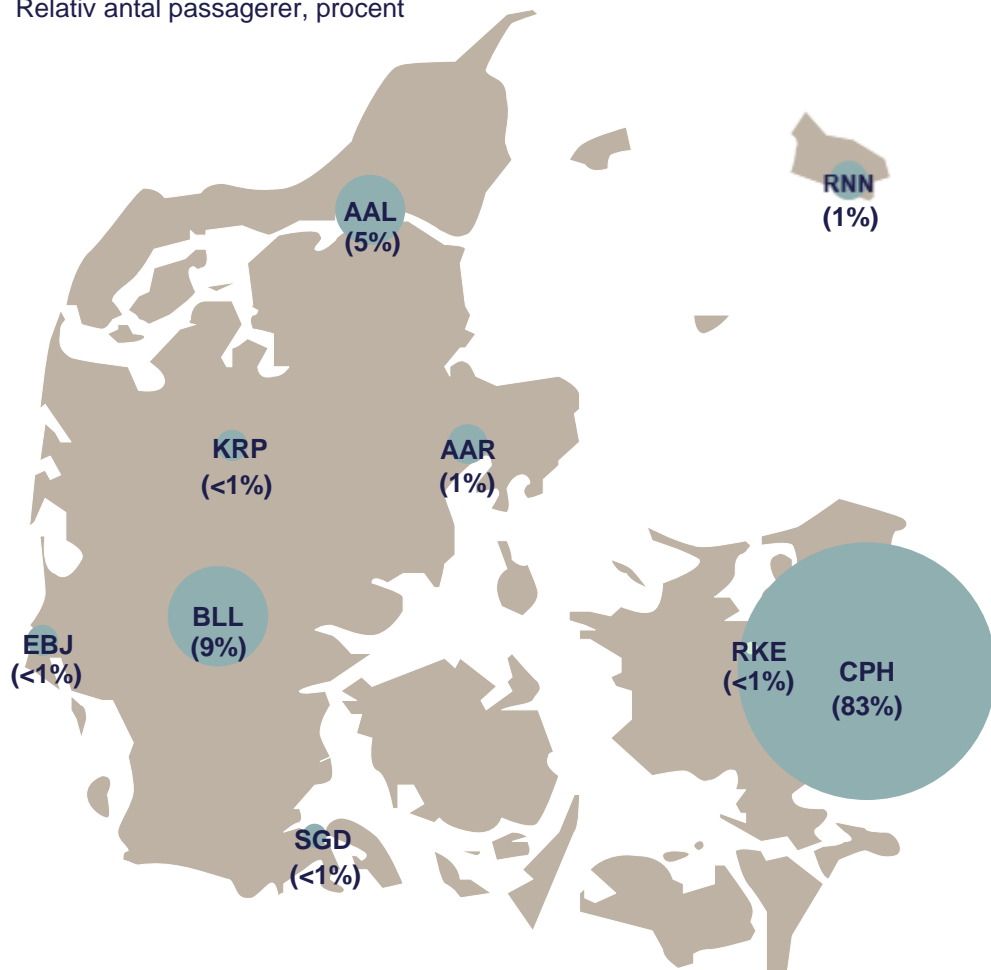 Relativ antal passagerer, procent
AAL
(5%)
RNN
(1%)
KRP
(<1%)
AAR
(1%)
BLL
(9%)
EBJ
(<1%)
RKE
(<1%)
CPH
(83%)
SGD
(<1%)